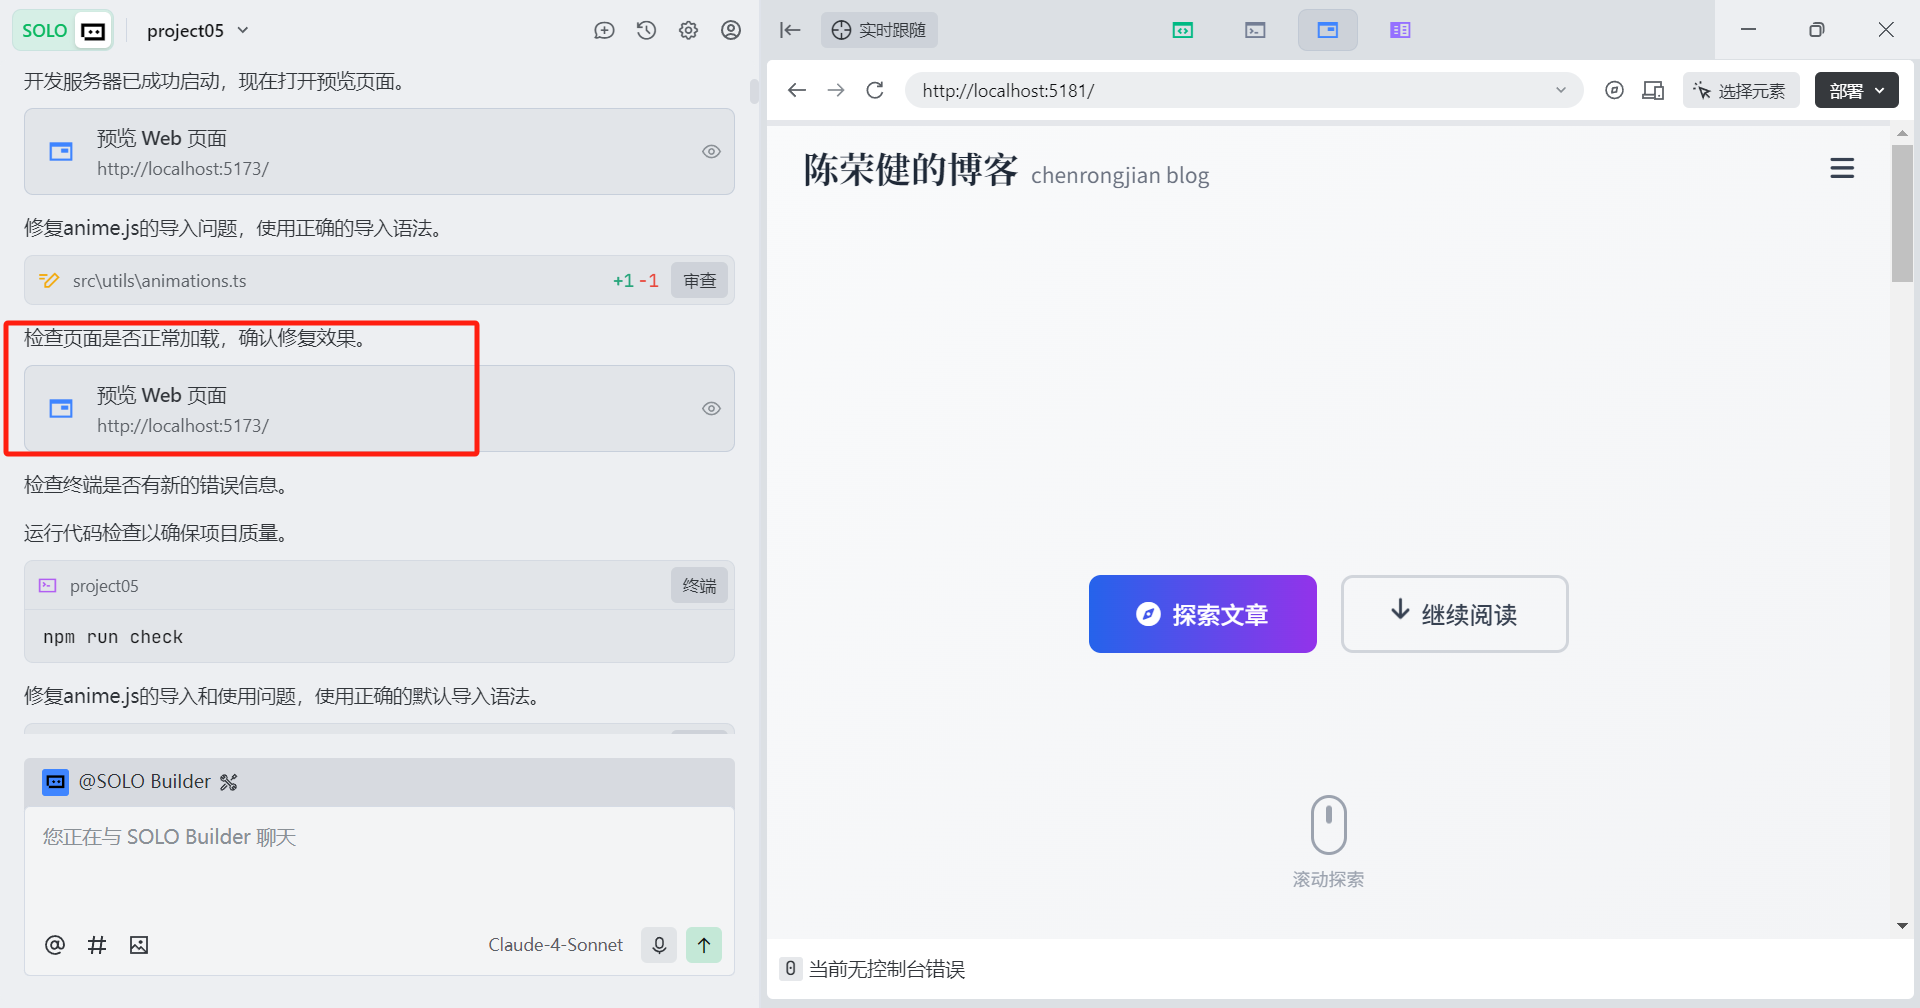 SOLO
project05
开发服务器已成功启动，现在打开预览页面。
预览 Web 页面
http://localhost:5173/
修复anime.js的导入问题，使用正确的导入语法。
src\utils\animations.ts
+1 -1
审查
检查页面是否正常加载，确认修复效果。
预览 Web 页面
http://localhost:5173/
检查终端是否有新的错误信息。
运行代码检查以确保项目质量。
project05
终端
npm run check
修复anime.js的导入和使用问题，使用正确的默认导入语法。
@SOLO Builder
您正在与 SOLO Builder 聊天
Claude-4-Sonnet
实时跟随
http://localhost:5181/
选择元素
部署
陈荣健的博客 chenrongjian blog
探索文章
继续阅读
滚动探索
0 当前无控制台错误